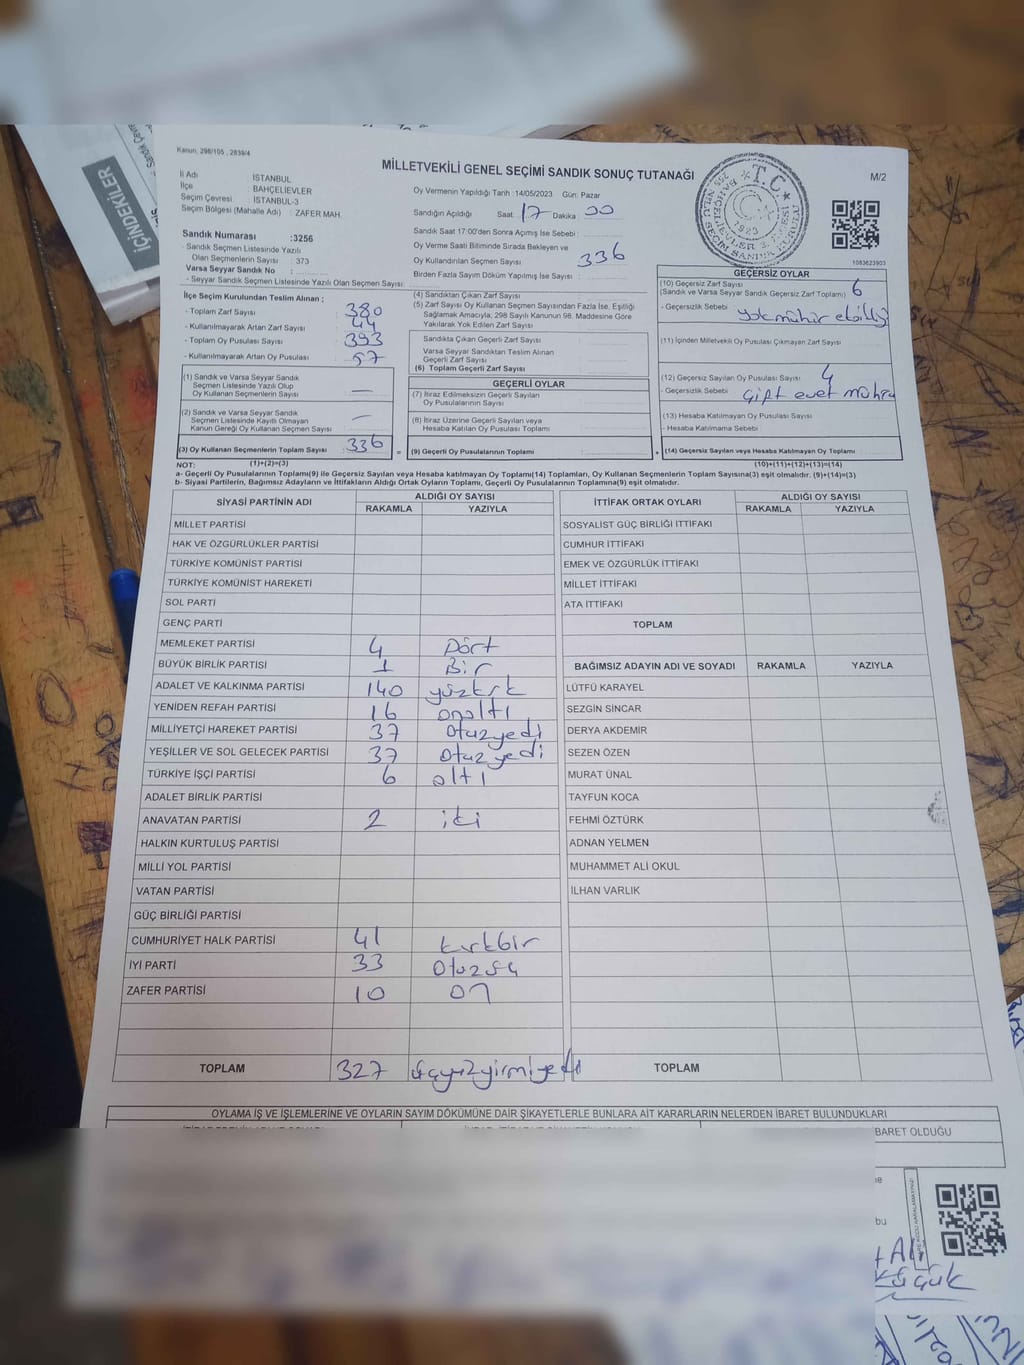 İÇİNDEKİLER
Kanun: 298/105 , 2839/4
MİLLETVEKİLİ GENEL SEÇİMİ SANDIK SONUÇ TUTANAĞI
M/2
İl Adı : İSTANBUL
İlçe : BAHÇELİEVLER
Seçim Çevresi : İSTANBUL-3
Seçim Bölgesi (Mahalle Adı) : ZAFER MAH.
Sandık Numarası :3256
- Sandık Seçmen Listesinde Yazılı
Olan Seçmenlerin Sayısı : 373
Varsa Seyyar Sandık No :
- Seyyar Sandık Seçmen Listesinde Yazılı Olan Seçmen Sayısı:
Oy Vermenin Yapıldığı Tarih : 14/05/2023 Gün: Pazar
Sandığın Açıldığı Saat: 17 Dakika : 00
Sandık Saat 17:00'den Sonra Açılmış İse Sebebi :
Oy Verme Saati Bitiminde Sırada Bekleyen ve
Oy Kullandırılan Seçmen Sayısı : 336
Birden Fazla Sayım Döküm Yapılmış İse Sayısı :
T.C.
1923
1083623903
İlçe Seçim Kurulundan Teslim Alınan ;
- Toplam Zarf Sayısı : 380
- Kullanılmayarak Artan Zarf Sayısı : 44
- Toplam Oy Pusulası Sayısı : 393
- Kullanılmayarak Artan Oy Pusulası : 57
(1) Sandık ve Varsa Seyyar Sandık
Seçmen Listesinde Yazılı Olup
Oy Kullanan Seçmenlerin Sayısı : —
(2) Sandık ve Varsa Seyyar Sandık
Seçmen Listesinde Kayıtlı Olmayan
Kanun Gereği Oy Kullanan Seçmen Sayısı : —
(3) Oy Kullanan Seçmenlerin Toplam Sayısı : 336
(1)+(2)=(3)
(4) Sandıktan Çıkan Zarf Sayısı :
(5) Zarf Sayısı Oy Kullanan Seçmen Sayısından Fazla İse, Eşitliği
Sağlamak Amacıyla, 298 Sayılı Kanunun 98. Maddesine Göre
Yakılarak Yok Edilen Zarf Sayısı :
Sandıkta Çıkan Geçerli Zarf Sayısı :
Varsa Seyyar Sandıktan Teslim Alınan
Geçerli Zarf Sayısı :
(6) Toplam Geçerli Zarf Sayısı :
GEÇERLİ OYLAR
(7) İtiraz Edilmeksizin Geçerli Sayılan
Oy Pusulalarının Sayısı :
(8) İtiraz Üzerine Geçerli Sayılan veya
Hesaba Katılan Oy Pusulası Toplamı :
= (9) Geçerli Oy Pusulalarının Toplamı :
GEÇERSİZ OYLAR
(10) Geçersiz Zarf Sayısı : 6
(Sandık ve Varsa Seyyar Sandık Geçersiz Zarf Toplamı)
- Geçersizlik Sebebi :
(11) İçinden Milletvekili Oy Pusulası Çıkmayan Zarf Sayısı :
(12) Geçersiz Sayılan Oy Pusulası Sayısı : 4
- Geçersizlik Sebebi : Çift evet
(13) Hesaba Katılmayan Oy Pusulası Sayısı :
- Hesaba Katılmama Sebebi :
+ (14) Geçersiz Sayılan veya Hesaba Katılmayan Oy Toplamı :
(10)+(11)+(12)+(13)=(14)
NOT:
a- Geçerli Oy Pusulalarının Toplamı(9) ile Geçersiz Sayılan veya Hesaba katılmayan Oy Toplamı(14) Toplamları, Oy Kullanan Seçmenlerin Toplam Sayısına(3) eşit olmalıdır. (9)+(14)=(3)
b- Siyasi Partilerin, Bağımsız Adayların ve İttifakların Aldığı Ortak Oyların Toplamı, Geçerli Oy Pusulalarının Toplamına(9) eşit olmalıdır.
SİYASİ PARTİNİN ADI ALDIĞI OY SAYISI
RAKAMLA YAZIYLA
MİLLET PARTİSİ
HAK VE ÖZGÜRLÜKLER PARTİSİ
TÜRKİYE KOMÜNİST PARTİSİ
TÜRKİYE KOMÜNİST HAREKETİ
SOL PARTİ
GENÇ PARTİ
MEMLEKET PARTİSİ 4 Dört
BÜYÜK BİRLİK PARTİSİ 1 Bir
ADALET VE KALKINMA PARTİSİ 140 yüzkırk
YENİDEN REFAH PARTİSİ 16 onaltı
MİLLİYETÇİ HAREKET PARTİSİ 37 otuzyedi
YEŞİLLER VE SOL GELECEK PARTİSİ 37 otuzyedi
TÜRKİYE İŞÇİ PARTİSİ 6 altı
ADALET BİRLİK PARTİSİ
ANAVATAN PARTİSİ 2 iki
HALKIN KURTULUŞ PARTİSİ
MİLLİ YOL PARTİSİ
VATAN PARTİSİ
GÜÇ BİRLİĞİ PARTİSİ
CUMHURİYET HALK PARTİSİ 41 kırkbir
İYİ PARTİ 33 Otuzüç
ZAFER PARTİSİ 10 on
TOPLAM 327 üçyüzyirmiyedi
İTTİFAK ORTAK OYLARI ALDIĞI OY SAYISI
RAKAMLA YAZIYLA
SOSYALİST GÜÇ BİRLİĞİ İTTİFAKI
CUMHUR İTTİFAKI
EMEK VE ÖZGÜRLÜK İTTİFAKI
MİLLET İTTİFAKI
ATA İTTİFAKI
TOPLAM
BAĞIMSIZ ADAYIN ADI VE SOYADI RAKAMLA YAZIYLA
LÜTFÜ KARAYEL
SEZGİN SİNCAR
DERYA AKDEMİR
SEZEN ÖZEN
MURAT ÜNAL
TAYFUN KOCA
FEHMİ ÖZTÜRK
ADNAN YELMEN
MUHAMMET ALİ OKUL
İLHAN VARLIK
TOPLAM
OYLAMA İŞ VE İŞLEMLERİNE VE OYLARIN SAYIM DÖKÜMÜNE DAİR ŞİKAYETLERLE BUNLARA AİT KARARLARIN NELERDEN İBARET BULUNDUKLARI
BARET OLDUĞU
küçük